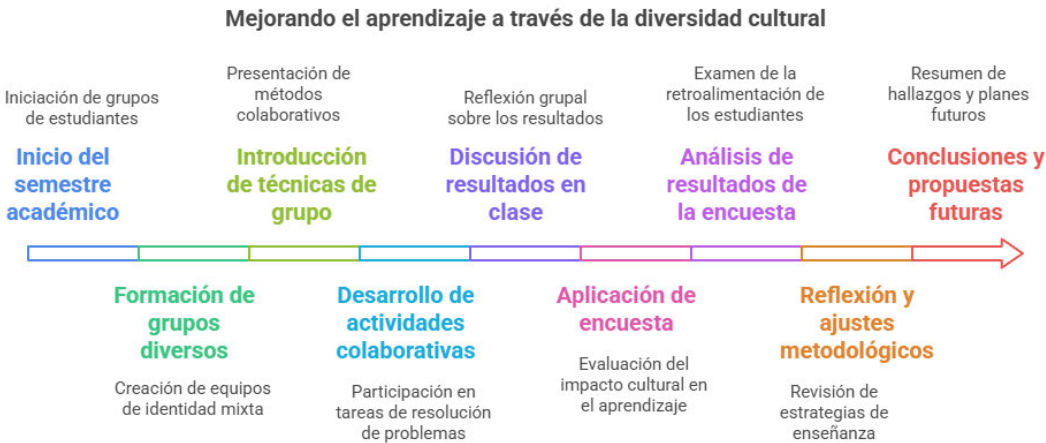 Mejorando el aprendizaje a través de la diversidad cultural
Iniciación de grupos
de estudiantes
Inicio del
semestre
académico
Formación de
grupos
diversos
Creación de equipos
de identidad mixta
Presentación de
métodos
colaborativos
Introducción
de técnicas de
grupo
Desarrollo de
actividades
colaborativas
Participación en
tareas de resolución
de problemas
Reflexión grupal
sobre los resultados
Discusión de
resultados en
clase
Aplicación de
encuesta
Evaluación del
impacto cultural en
el aprendizaje
Examen de la
retroalimentación de
los estudiantes
Análisis de
resultados de
la encuesta
Reflexión y
ajustes
metodológicos
Revisión de
estrategias de
enseñanza
Resumen de
hallazgos y planes
futuros
Conclusiones y
propuestas
futuras